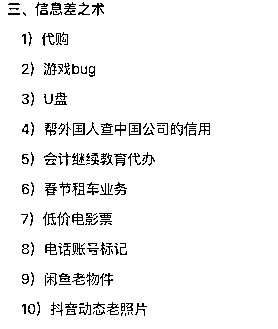 三、信息差之术
1）代购
2）游戏bug
3）U盘
4）帮外国人查中国公司的信用
5）会计继续教育代办
6）春节租车业务
7）低价电影票
8）电话账号标记
9）闲鱼老物件
10）抖音动态老照片